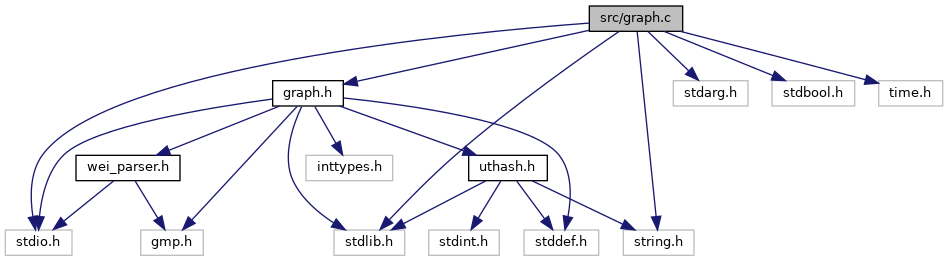 src/graph.c
graph.h
stdarg.h
stdbool.h
time.h
wei_parser.h
inttypes.h
uthash.h
stdio.h
gmp.h
stdlib.h
stdint.h
stddef.h
string.h